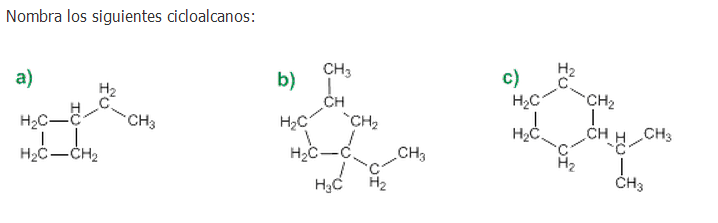 Nombra los siguientes cicloalcanos:
a)
H2
C
H
H2C—C
CH3
H2C—CH2
b)
CH3
CH
H2C
CH2
H2C—C
CH3
C
H3C
H2
c)
H2
C
H2C
CH2
H2C
CH
H
CH3
C
C
H2
CH3